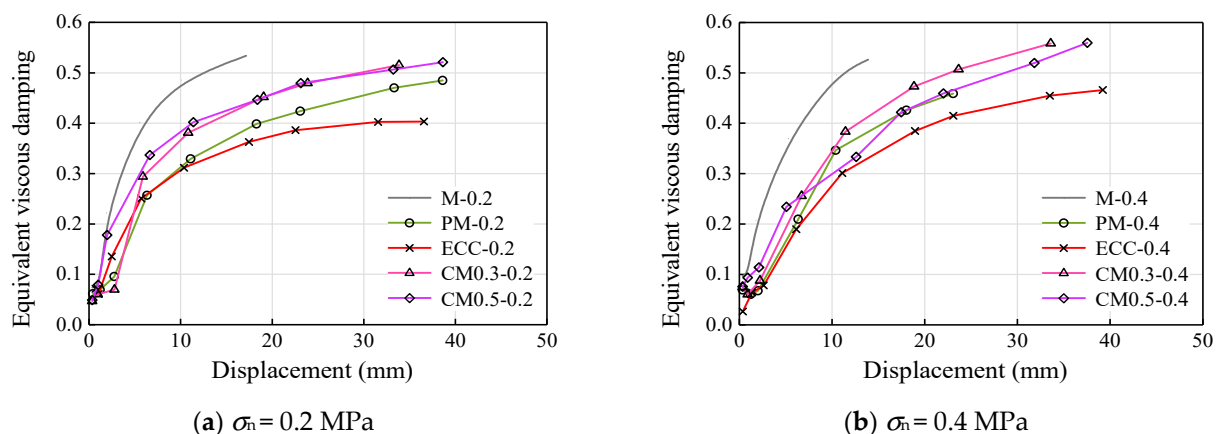 0.6
0.5
0.4
0.3
0.2
0.1
0.0
Equivalent viscous damping
M-0.2
PM-0.2
ECC-0.2
CM0.3-0.2
CM0.5-0.2
0 10 20 30 40 50
Displacement (mm)
(a) σn = 0.2 MPa
0.6
0.5
0.4
0.3
0.2
0.1
0.0
Equivalent viscous damping
M-0.4
PM-0.4
ECC-0.4
CM0.3-0.4
CM0.5-0.4
0 10 20 30 40 50
Displacement (mm)
(b) σn = 0.4 MPa